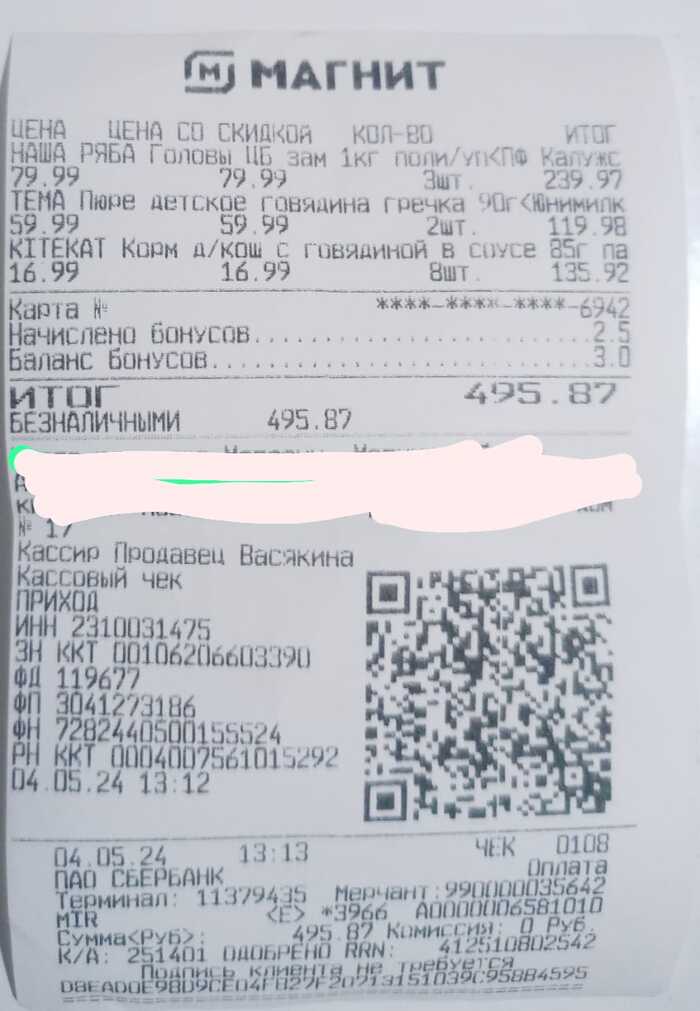 МАГНИТ
ЦЕНА ЦЕНА СО СКИДКОЙ КОЛ-ВО ИТОГ
НАША РЯБА Головы ЦБ зам 1кг поли/уп<ПФ Калужс
79.99 79.99 3шт. 239.97
ТЕМА Пюре детское говядина гречка 90г<Юнимилк
59.99 59.99 2шт. 119.98
KITEKAT Корм д/кош с говядиной в соусе 85г па
16.99 16.99 8шт. 135.92
Карта № ****-****-****-6942
Начислено бонусов 2.5
Баланс бонусов 3.0
ИТОГ 495.87
БЕЗНАЛИЧНЫМИ 495.87
№ 17
Кассир Продавец Васякина
Кассовый чек
ПРИХОД
ИНН 2310031475
ЗН ККТ 00106206603390
ФД 119677
ФП 3041273186
ФН 7282440500155524
РН ККТ 0004007561015292
04.05.24 13:12
04.05.24 13:13 ЧЕК 0108
ПАО СБЕРБАНК Оплата
Терминал: 11379435 Мерчант:990000035642
MIR <E> *3966 A0000006581010
Сумма<Руб>: 495.87 Комиссия: 0 Руб.
К/А: 251401 ОДОБРЕНО RRN: 412510802542
Подпись клиента не требуется